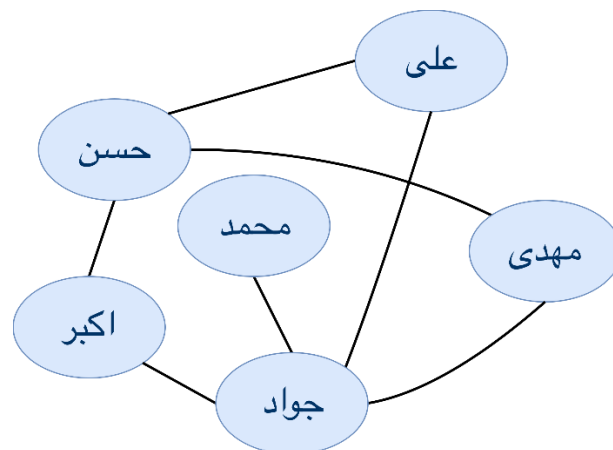 علی
حسن
محمد
مهدی
اکبر
جواد